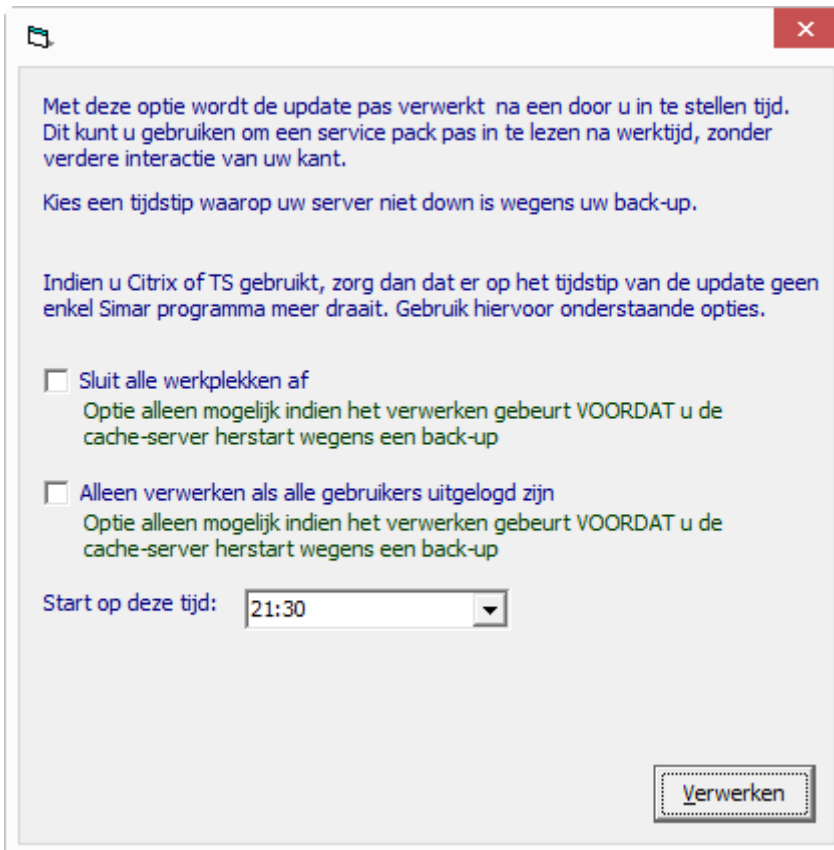 Met deze optie wordt de update pas verwerkt  na een door u in te stellen tijd.
Dit kunt u gebruiken om een service pack pas in te lezen na werktijd, zonder
verdere interactie van uw kant.
Kies een tijdstip waarop uw server niet down is wegens uw back-up.
Indien u Citrix of TS gebruikt, zorg dan dat er op het tijdstip van de update geen
enkel Simar programma meer draait. Gebruik hiervoor onderstaande opties.
Sluit alle werkplekken af
Optie alleen mogelijk indien het verwerken gebeurt VOORDAT u de
cache-server herstart wegens een back-up
Alleen verwerken als alle gebruikers uitgelogd zijn
Optie alleen mogelijk indien het verwerken gebeurt VOORDAT u de
cache-server herstart wegens een back-up
Start op deze tijd: 21:30
Verwerken